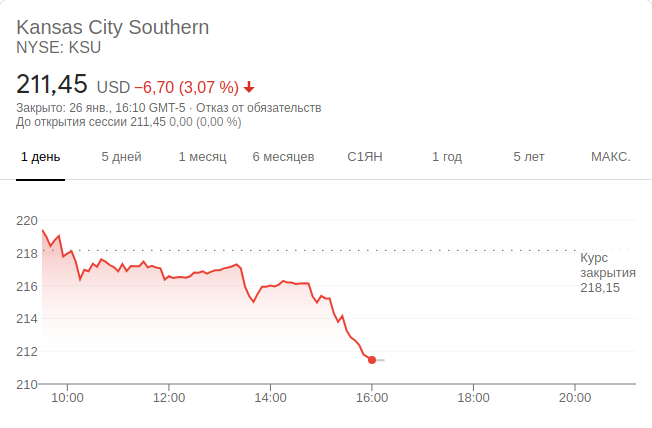 Kansas City Southern
NYSE: KSU
211,45 USD −6,70 (3,07 %)
Закрыто: 26 янв., 16:10 GMT-5 · Отказ от обязательств
До открытия сессии 211,45 0,00 (0,00 %)
1 день 5 дней 1 месяц 6 месяцев С1ЯН 1 год 5 лет МАКС.
220
218
Курс
закрытия
218,15
216
214
212
210
10:00 12:00 14:00 16:00 18:00 20:00